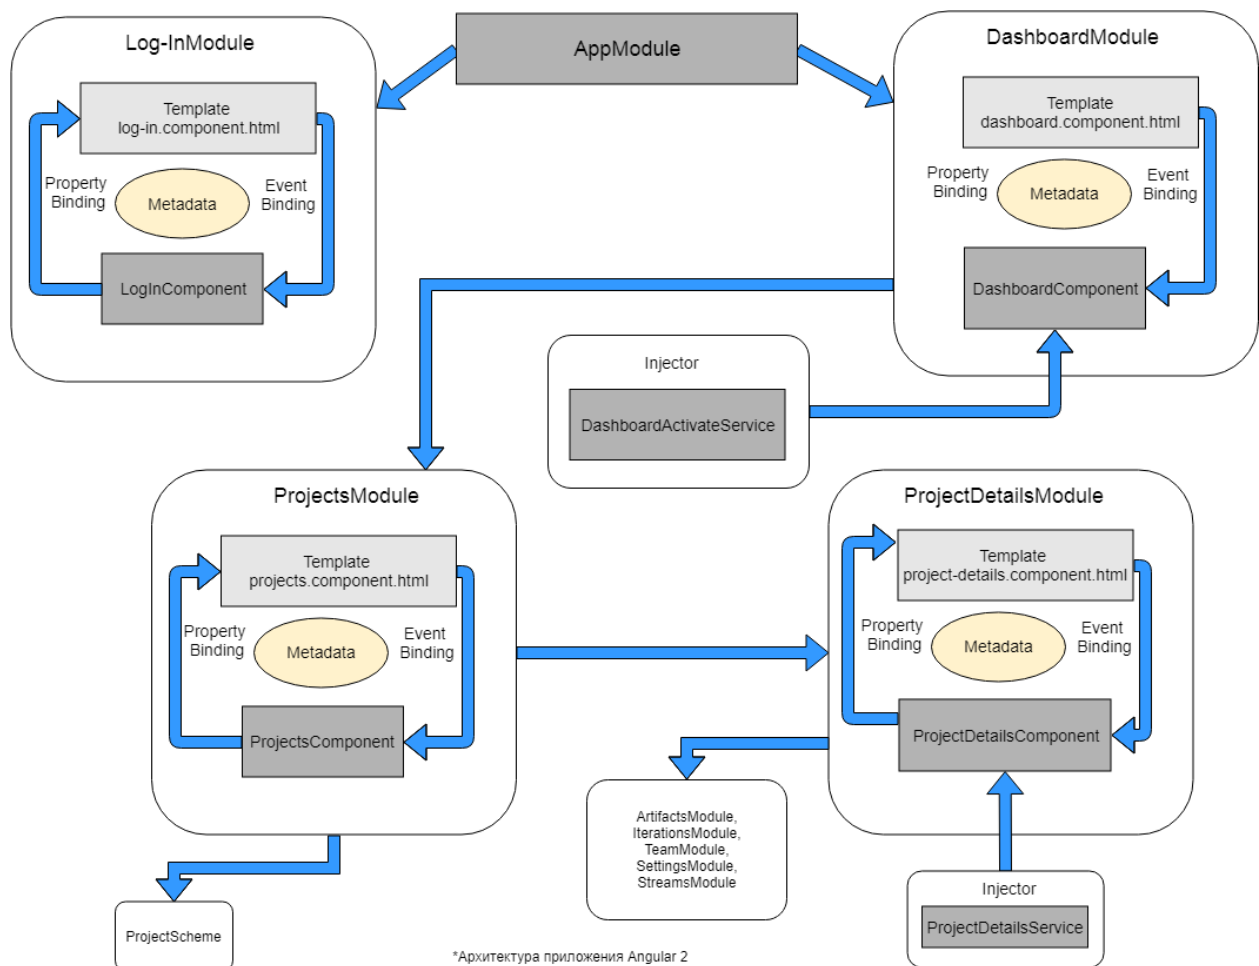 Log-InModule
Template
log-in.component.html
Property
Binding
Metadata
Event
Binding
LogInComponent
AppModule
DashboardModule
Template
dashboard.component.html
Property
Binding
Metadata
Event
Binding
DashboardComponent
Injector
DashboardActivateService
ProjectsModule
Template
projects.component.html
Property
Binding
Metadata
Event
Binding
ProjectsComponent
ProjectDetailsModule
Template
project-details.component.html
Property
Binding
Metadata
Event
Binding
ProjectDetailsComponent
ArtifactsModule,
IterationsModule,
TeamModule,
SettingsModule,
StreamsModule
Injector
ProjectDetailsService
ProjectScheme
*Архитектура приложения Angular 2